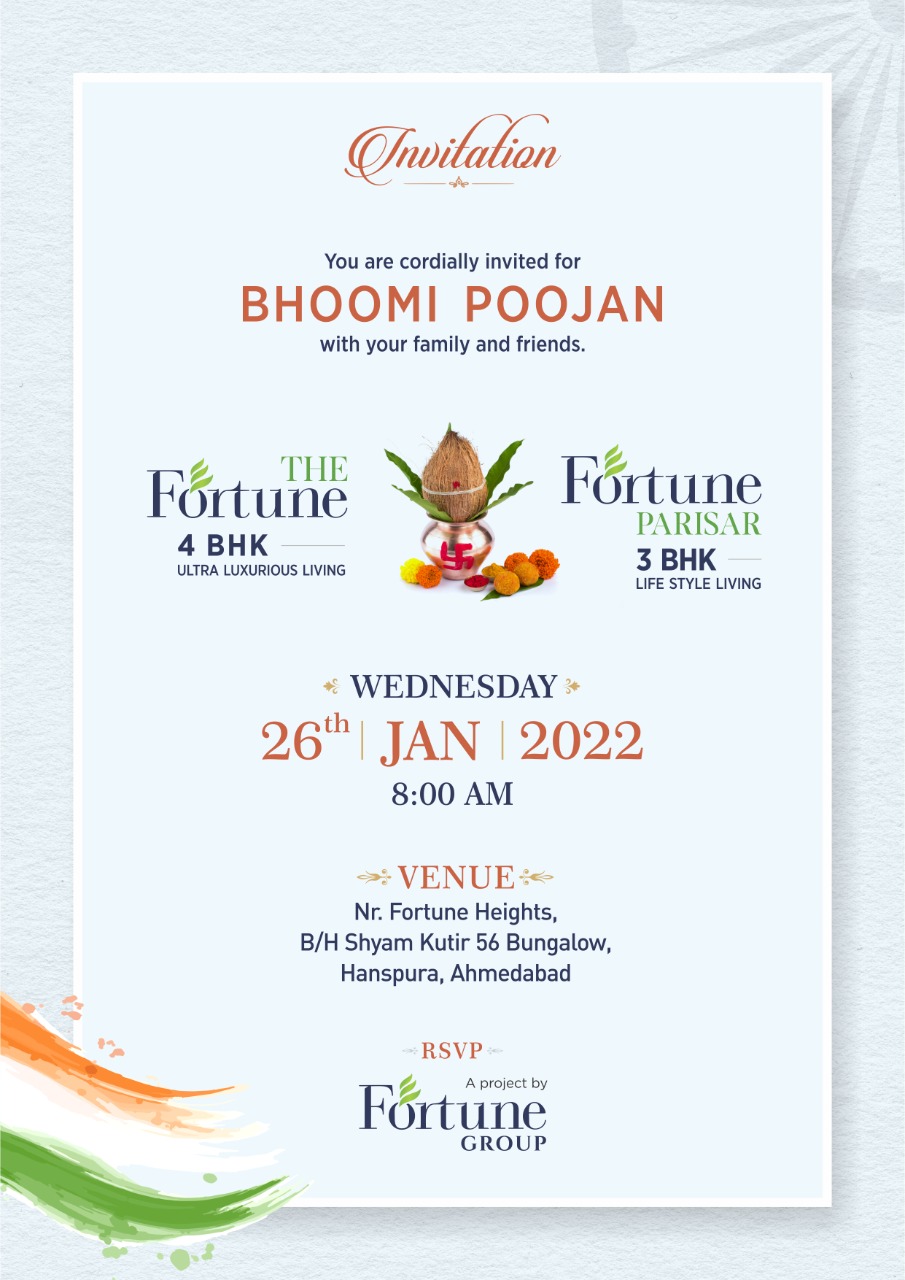 Invitation
You are cordially invited for
BHOOMI POOJAN
with your family and friends.
THE
Fortune
4 BHK
ULTRA LUXURIOUS LIVING
Fortune
PARISAR
3 BHK
LIFE STYLE LIVING
WEDNESDAY
26th | JAN | 2022
8:00 AM
VENUE
Nr. Fortune Heights,
B/H Shyam Kutir 56 Bungalow,
Hanspura, Ahmedabad
RSVP
A project by
Fortune
GROUP